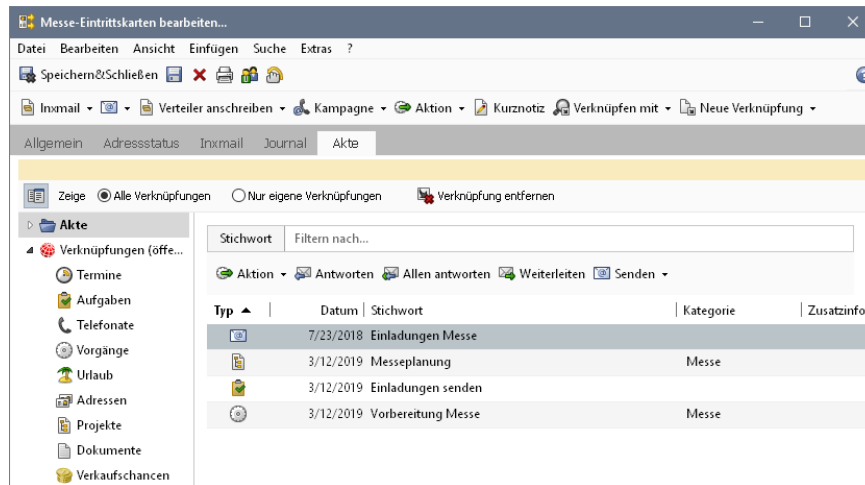 Messe-Eintrittskarten bearbeiten...
Datei Bearbeiten Ansicht Einfügen Suche Extras ?
Speichern&Schließen
Inxmail Verteiler anschreiben Kampagne Aktion Kurznotiz Verknüpfen mit Neue Verknüpfung
Allgemein Adressstatus Inxmail Journal Akte
Zeige Alle Verknüpfungen Nur eigene Verknüpfungen Verknüpfung entfernen
Akte
Verknüpfungen (öffe...
Termine
Aufgaben
Telefonate
Vorgänge
Urlaub
Adressen
Projekte
Dokumente
Verkaufschancen
Stichwort Filtern nach...
Aktion Antworten Allen antworten Weiterleiten Senden
Typ Datum Stichwort Kategorie Zusatzinfo
7/23/2018 Einladungen Messe
3/12/2019 Messeplanung Messe
3/12/2019 Einladungen senden
3/12/2019 Vorbereitung Messe Messe